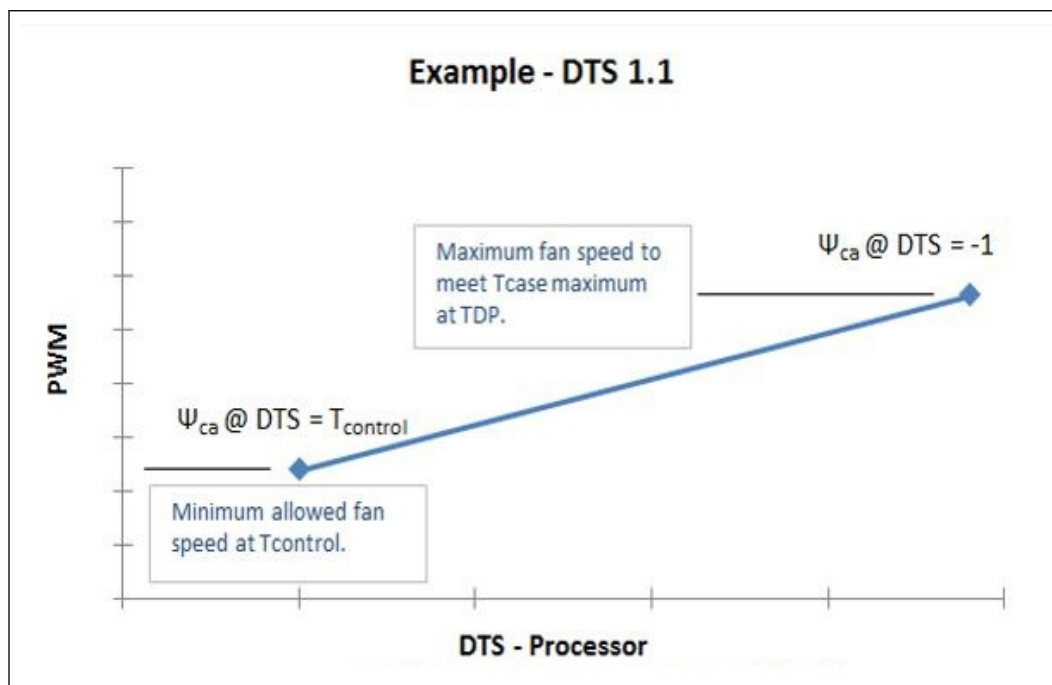 Example - DTS 1.1
Maximum fan speed to
meet Tcase maximum
at TDP.
Ψca @ DTS = -1
PWM
Ψca @ DTS = Tcontrol
Minimum allowed fan
speed at Tcontrol.
DTS - Processor